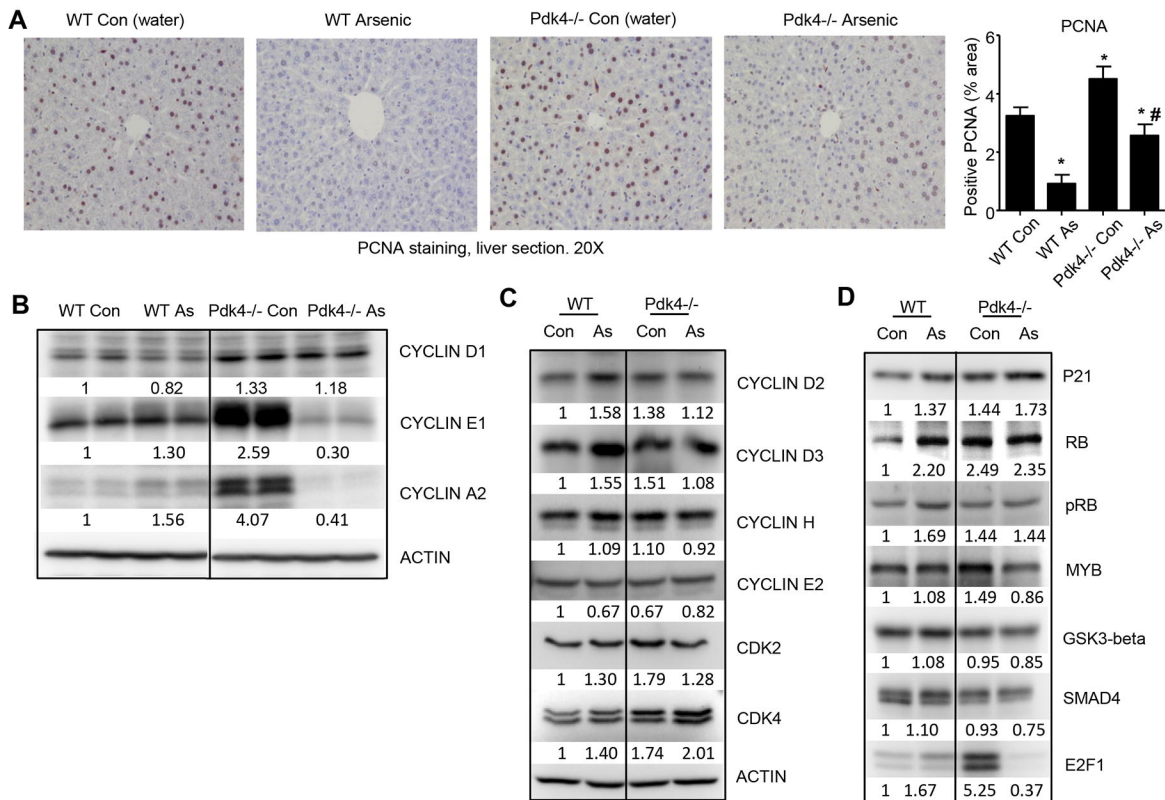 A
WT Con (water)
WT Arsenic
Pdk4-/- Con (water)
Pdk4-/- Arsenic
PCNA staining, liver section. 20X
PCNA
Positive PCNA (% area)
6
4
2
0
*
*
* #
WT Con
WT As
Pdk4-/- Con
Pdk4-/- As
B
WT Con WT As Pdk4-/- Con Pdk4-/- As
CYCLIN D1
1 0.82 1.33 1.18
CYCLIN E1
1 1.30 2.59 0.30
CYCLIN A2
1 1.56 4.07 0.41
ACTIN
C
WT Pdk4-/-
Con As Con As
CYCLIN D2
1 1.58 1.38 1.12
CYCLIN D3
1 1.55 1.51 1.08
CYCLIN H
1 1.09 1.10 0.92
CYCLIN E2
1 0.67 0.67 0.82
CDK2
1 1.30 1.79 1.28
CDK4
1 1.40 1.74 2.01
ACTIN
D
WT Pdk4-/-
Con As Con As
P21
1 1.37 1.44 1.73
RB
1 2.20 2.49 2.35
pRB
1 1.69 1.44 1.44
MYB
1 1.08 1.49 0.86
GSK3-beta
1 1.08 0.95 0.85
SMAD4
1 1.10 0.93 0.75
E2F1
1 1.67 5.25 0.37